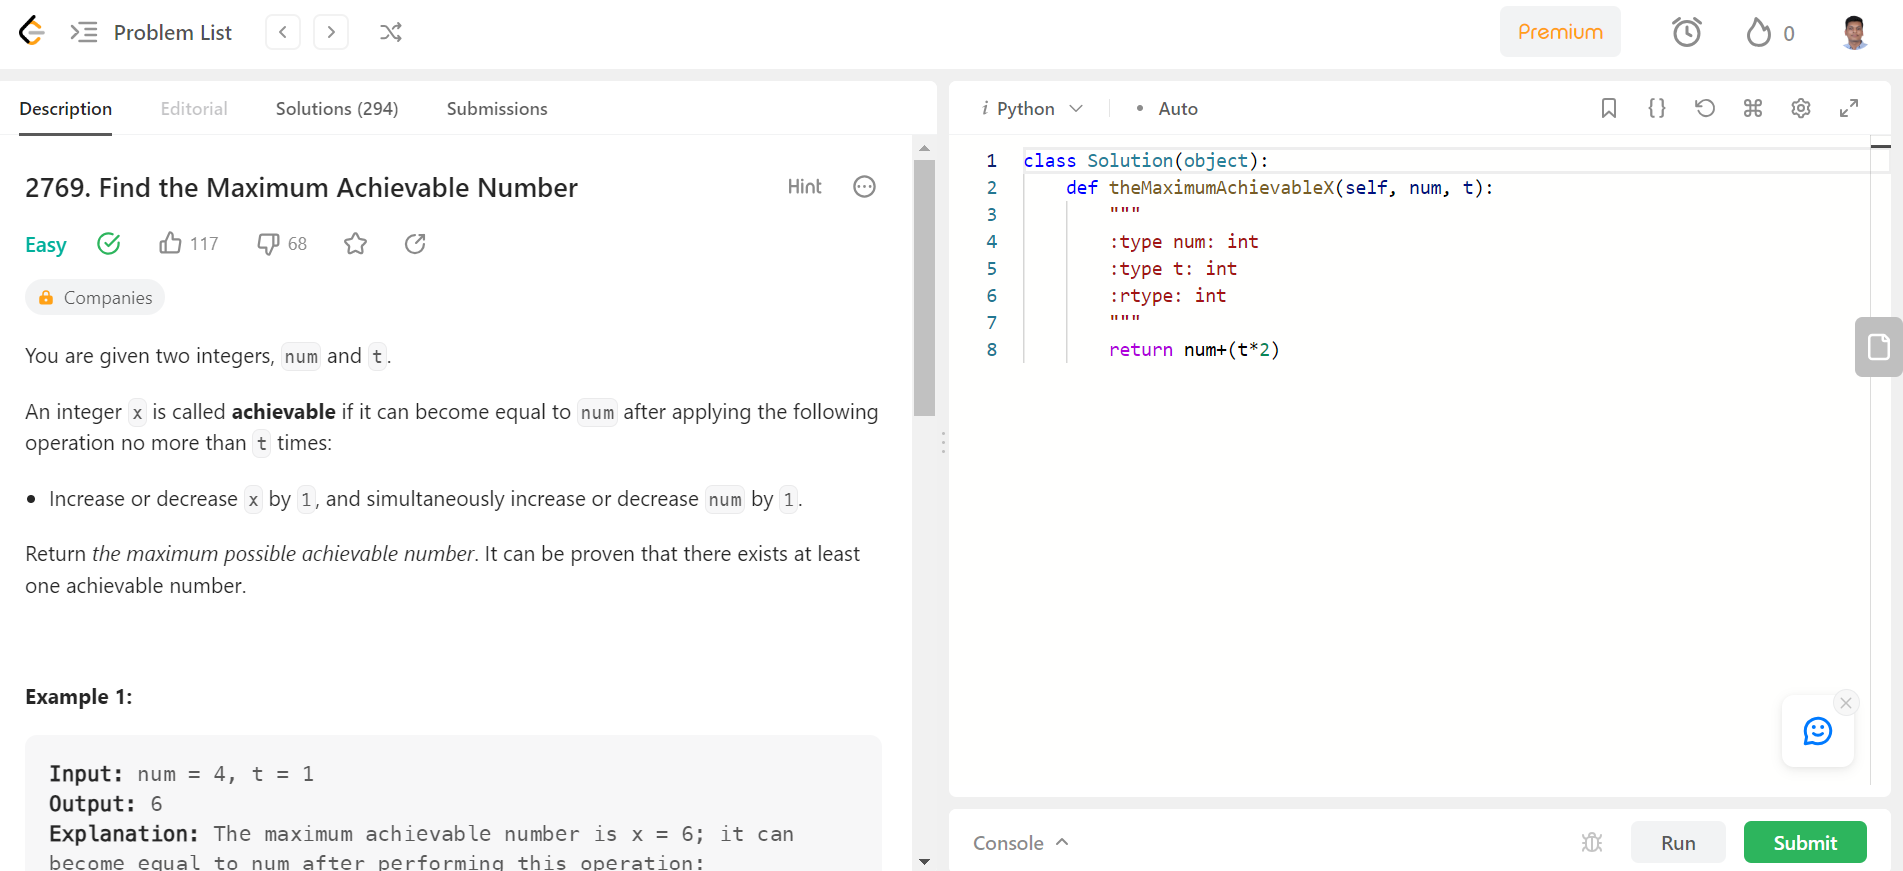 Problem List
Premium
0
Description Editorial Solutions (294) Submissions
2769. Find the Maximum Achievable Number
Hint
Easy 117 68
Companies
You are given two integers, num and t.
An integer x is called achievable if it can become equal to num after applying the following
operation no more than t times:
• Increase or decrease x by 1, and simultaneously increase or decrease num by 1.
Return the maximum possible achievable number. It can be proven that there exists at least
one achievable number.
Example 1:
Input: num = 4, t = 1
Output: 6
Explanation: The maximum achievable number is x = 6; it can
become equal to num after performing this operation:
i Python • Auto
1 class Solution(object):
2 def theMaximumAchievableX(self, num, t):
3 """
4 :type num: int
5 :type t: int
6 :rtype: int
7 """
8 return num+(t*2)
Console
Run
Submit